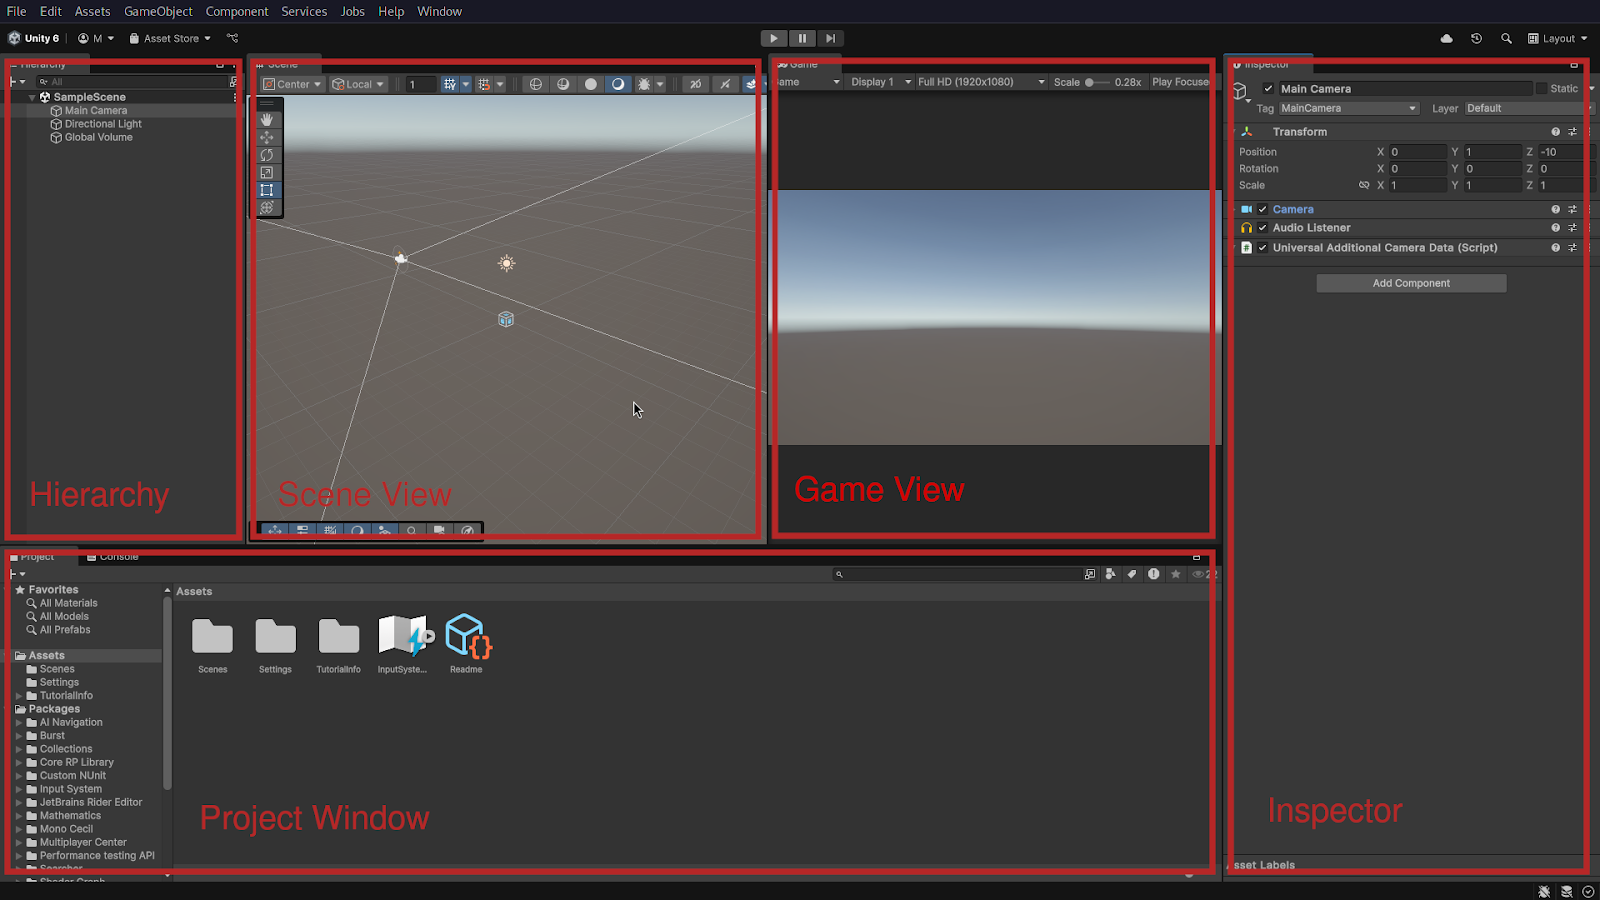 File Edit Assets GameObject Component Services Jobs Help Window
Unity 6 M Asset Store Layout
Hierarchy
All
SampleScene
Main Camera
Directional Light
Global Volume
Hierarchy
Scene
Center Local 1 2D
Scene View
Game
Game Display 1 Full HD (1920x1080) Scale 0.28x Play Focused
Game View
Inspector
Main Camera Static
Tag MainCamera Layer Default
Transform
Position X 0 Y 1 Z -10
Rotation X 0 Y 0 Z 0
Scale X 1 Y 1 Z 1
Camera
Audio Listener
Universal Additional Camera Data (Script)
Add Component
Inspector
Asset Labels
Project Console
Favorites
All Materials
All Models
All Prefabs
Assets
Scenes
Settings
TutorialInfo
Packages
AI Navigation
Burst
Collections
Core RP Library
Custom NUnit
Input System
JetBrains Rider Editor
Mathematics
Mono Cecil
Multiplayer Center
Performance testing API
Searcher
Shader Graph
22
Assets
Scenes Settings TutorialInfo InputSyste... Readme
Project Window